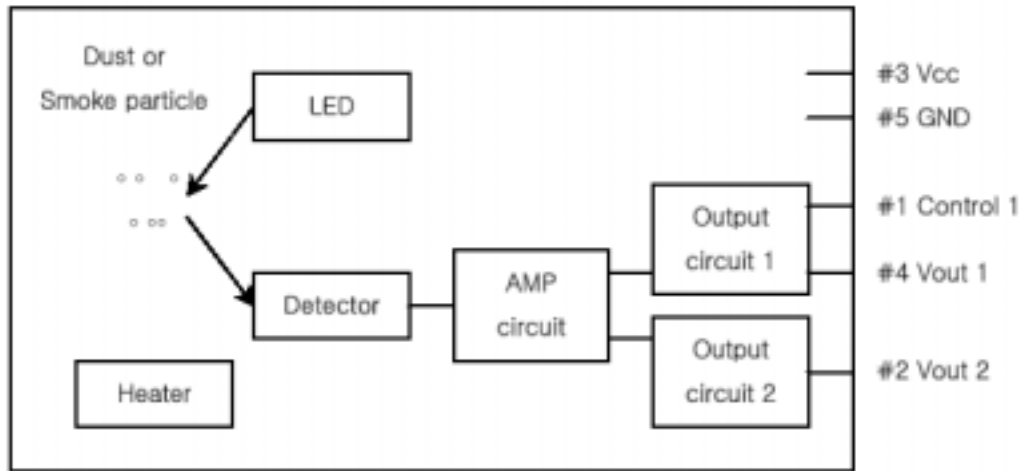 Dust or
Smoke particle
LED
#3 Vcc
#5 GND
Output
circuit 1
#1 Control 1
#4 Vout 1
AMP
circuit
Detector
Output
circuit 2
#2 Vout 2
Heater